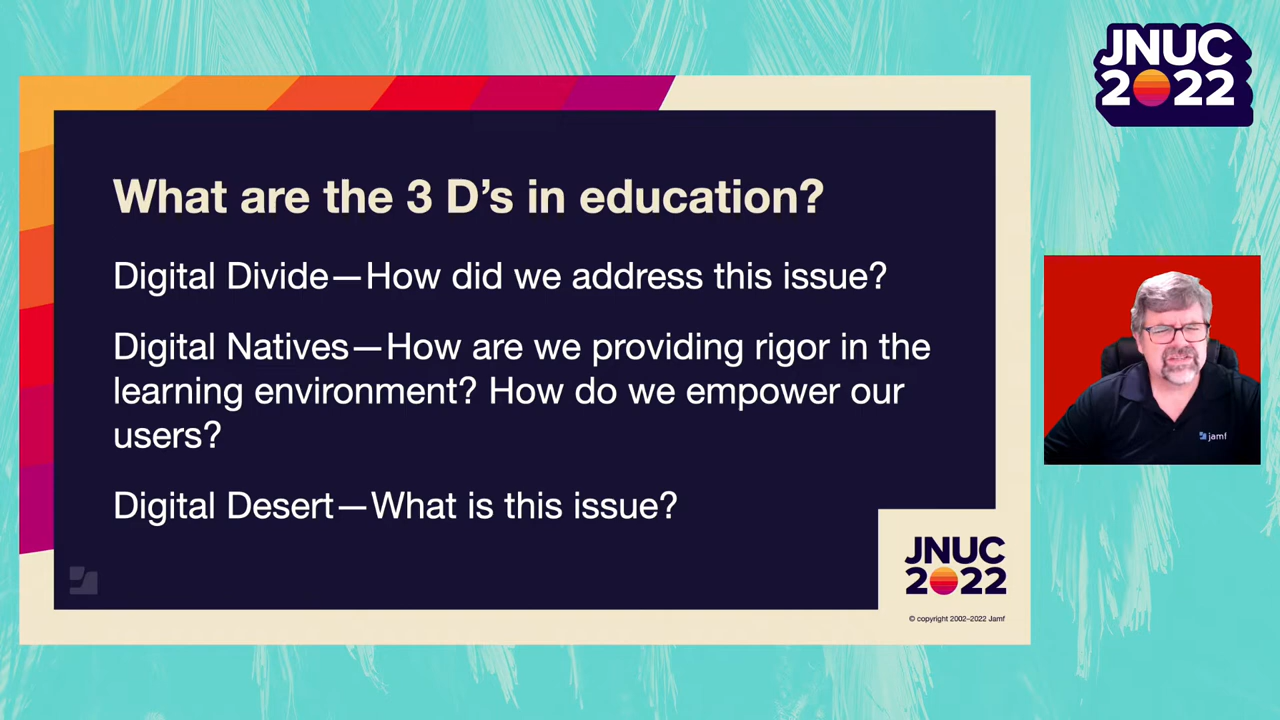 JNUC
2022
What are the 3 D’s in education?
Digital Divide—How did we address this issue?
Digital Natives—How are we providing rigor in the
learning environment? How do we empower our
users?
Digital Desert—What is this issue?
jamf
JNUC
2022
© copyright 2002–2022 Jamf